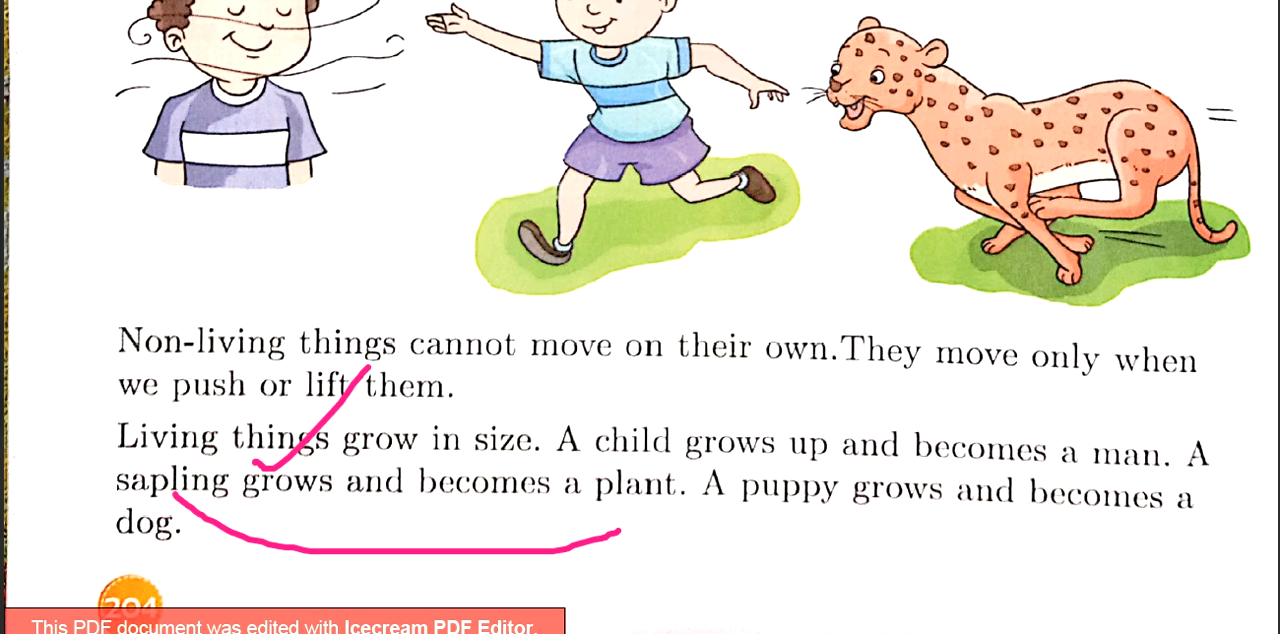 Non-living things cannot move on their own.They move only when
we push or lift them.
Living things grow in size. A child grows up and becomes a man. A
sapling grows and becomes a plant. A puppy grows and becomes a
dog.
204
This PDF document was edited with Icecream PDF Editor.